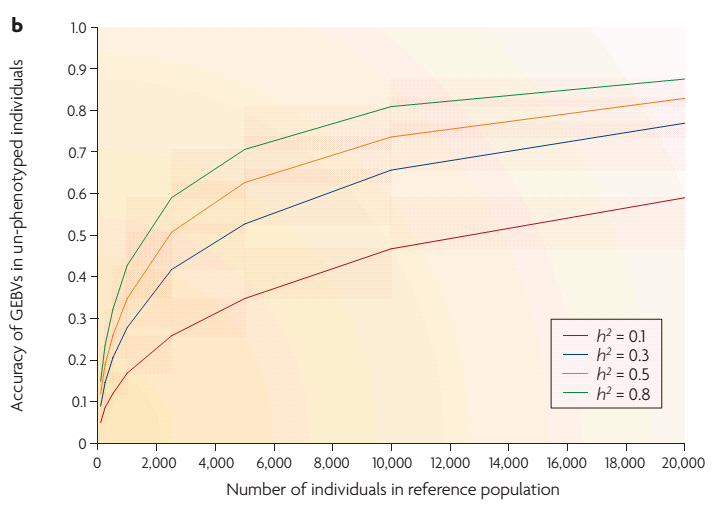 b
Accuracy of GEBVs in un-phenotyped individuals
1.0
0.9
0.8
0.7
0.6
0.5
0.4
0.3
0.2
0.1
0
0 2,000 4,000 6,000 8,000 10,000 12,000 14,000 16,000 18,000 20,000
Number of individuals in reference population
h² = 0.1
h² = 0.3
h² = 0.5
h² = 0.8